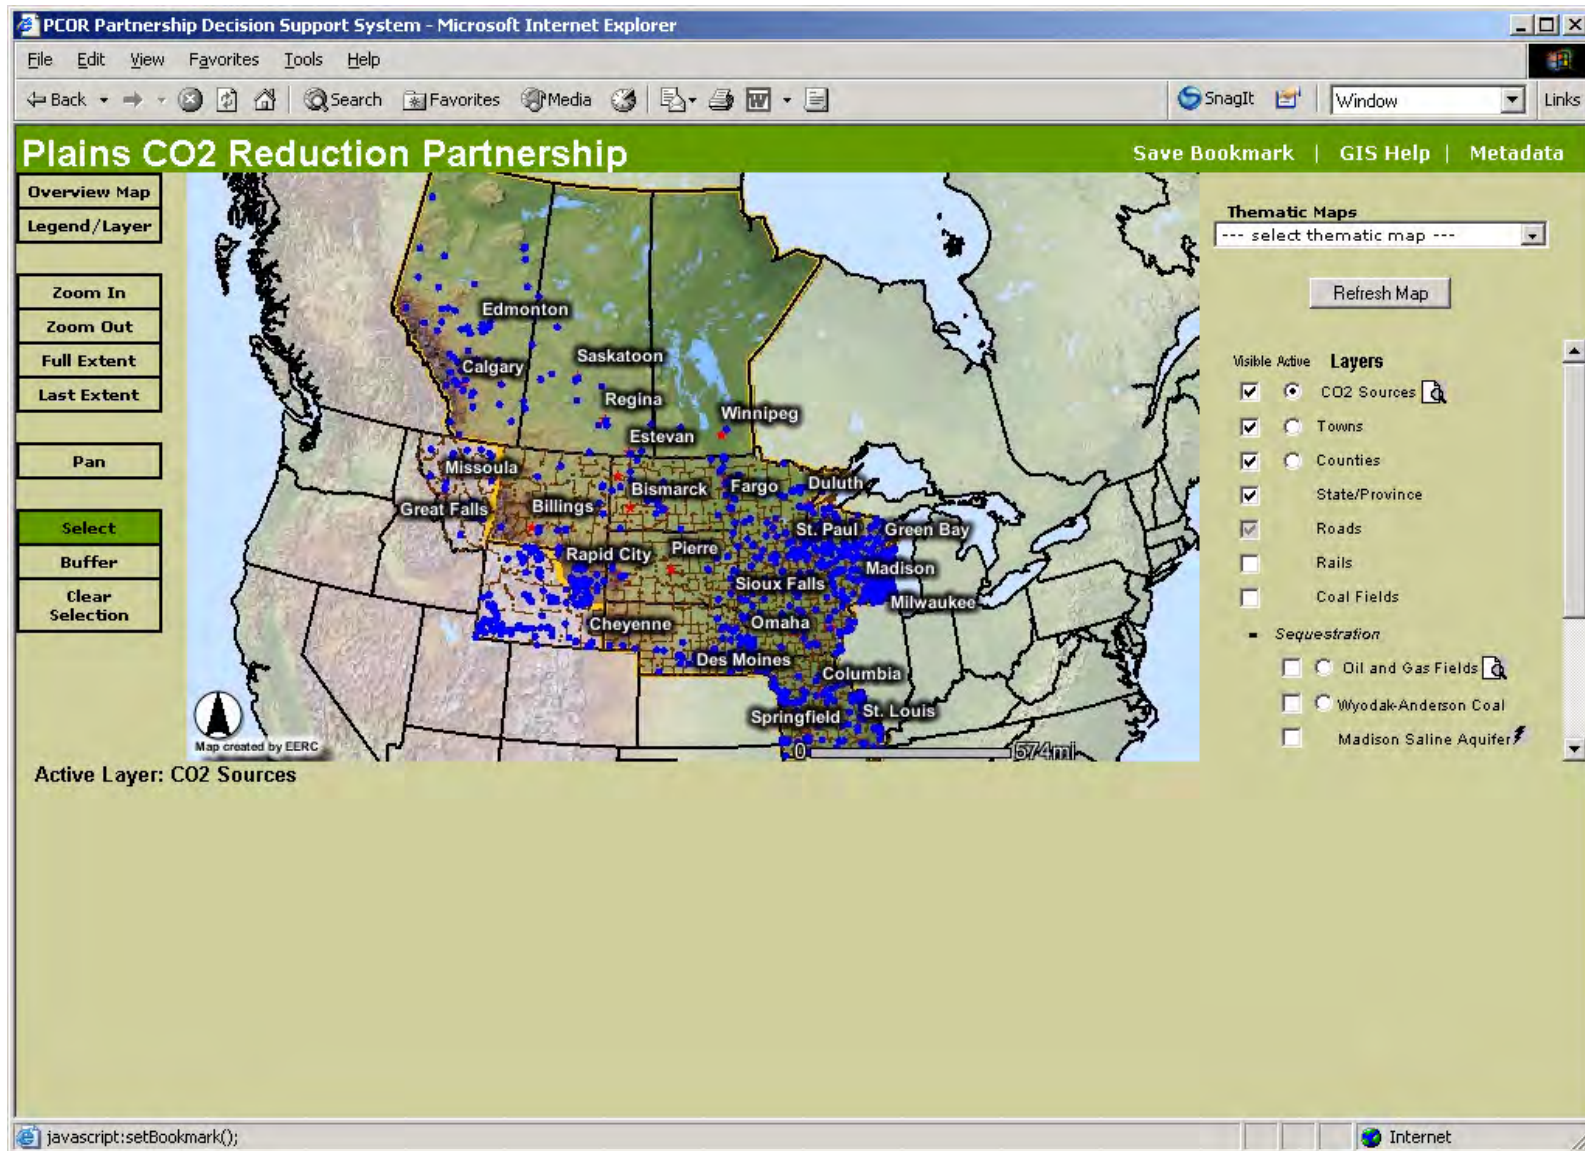 PCOR Partnership Decision Support System - Microsoft Internet Explorer
File Edit View Favorites Tools Help
Back Search Favorites Media SnagIt Window Links
Plains CO2 Reduction Partnership
Save Bookmark | GIS Help | Metadata
Overview Map
Legend/Layer
Zoom In
Zoom Out
Full Extent
Last Extent
Pan
Select
Buffer
Clear
Selection
Edmonton
Saskatoon
Calgary
Regina
Winnipeg
Estevan
Missoula
Bismarck
Fargo
Duluth
Great Falls
Billings
St. Paul
Green Bay
Rapid City
Pierre
Madison
Sioux Falls
Milwaukee
Cheyenne
Omaha
Des Moines
Columbia
Springfield
St. Louis
Map created by EERC
0 574mi
Thematic Maps
--- select thematic map ---
Refresh Map
Visible Active Layers
CO2 Sources
Towns
Counties
State/Province
Roads
Rails
Coal Fields
Sequestration
Oil and Gas Fields
Wyodak-Anderson Coal
Madison Saline Aquifer
Active Layer: CO2 Sources
javascript:setBookmark();
Internet